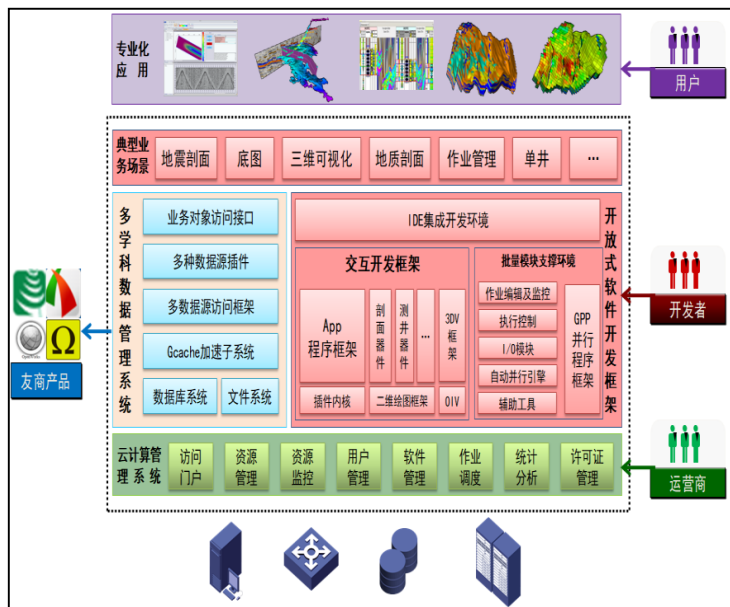 专业化
应 用
用户
典型业
务场景
地震剖面
底图
三维可视化
地质剖面
作业管理
单井
…
多学科数据管理系统
业务对象访问接口
多种数据源插件
多数据源访问框架
Gcache加速子系统
数据库系统
文件系统
IDE集成开发环境
开放式软件开发框架
交互开发框架
App
程序框架
剖面器件
测井器件
…
3DV
框架
插件内核
二维绘图框架
OIV
批量模块支撑环境
作业编辑及监控
执行控制
I/O模块
自动并行引擎
辅助工具
GPP
并行程序框架
开发者
友商产品
云计算管
理系统
访问
门户
资源
管理
资源
监控
用户
管理
软件
管理
作业
调度
统计
分析
许可证
管理
运营商